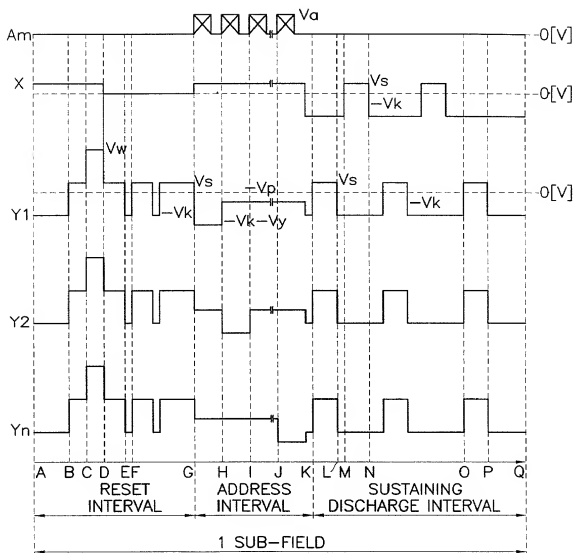 Am
Va
0[V]
X
Vs
-Vk
0[V]
Vw
Vs
-Vp
Vs
0[V]
Y1
-Vk
-Vk-Vy
-Vk
Y2
Yn
A B C D E F G H I J K L M N O P Q
RESET INTERVAL
ADDRESS INTERVAL
SUSTAINING DISCHARGE INTERVAL
1 SUB-FIELD